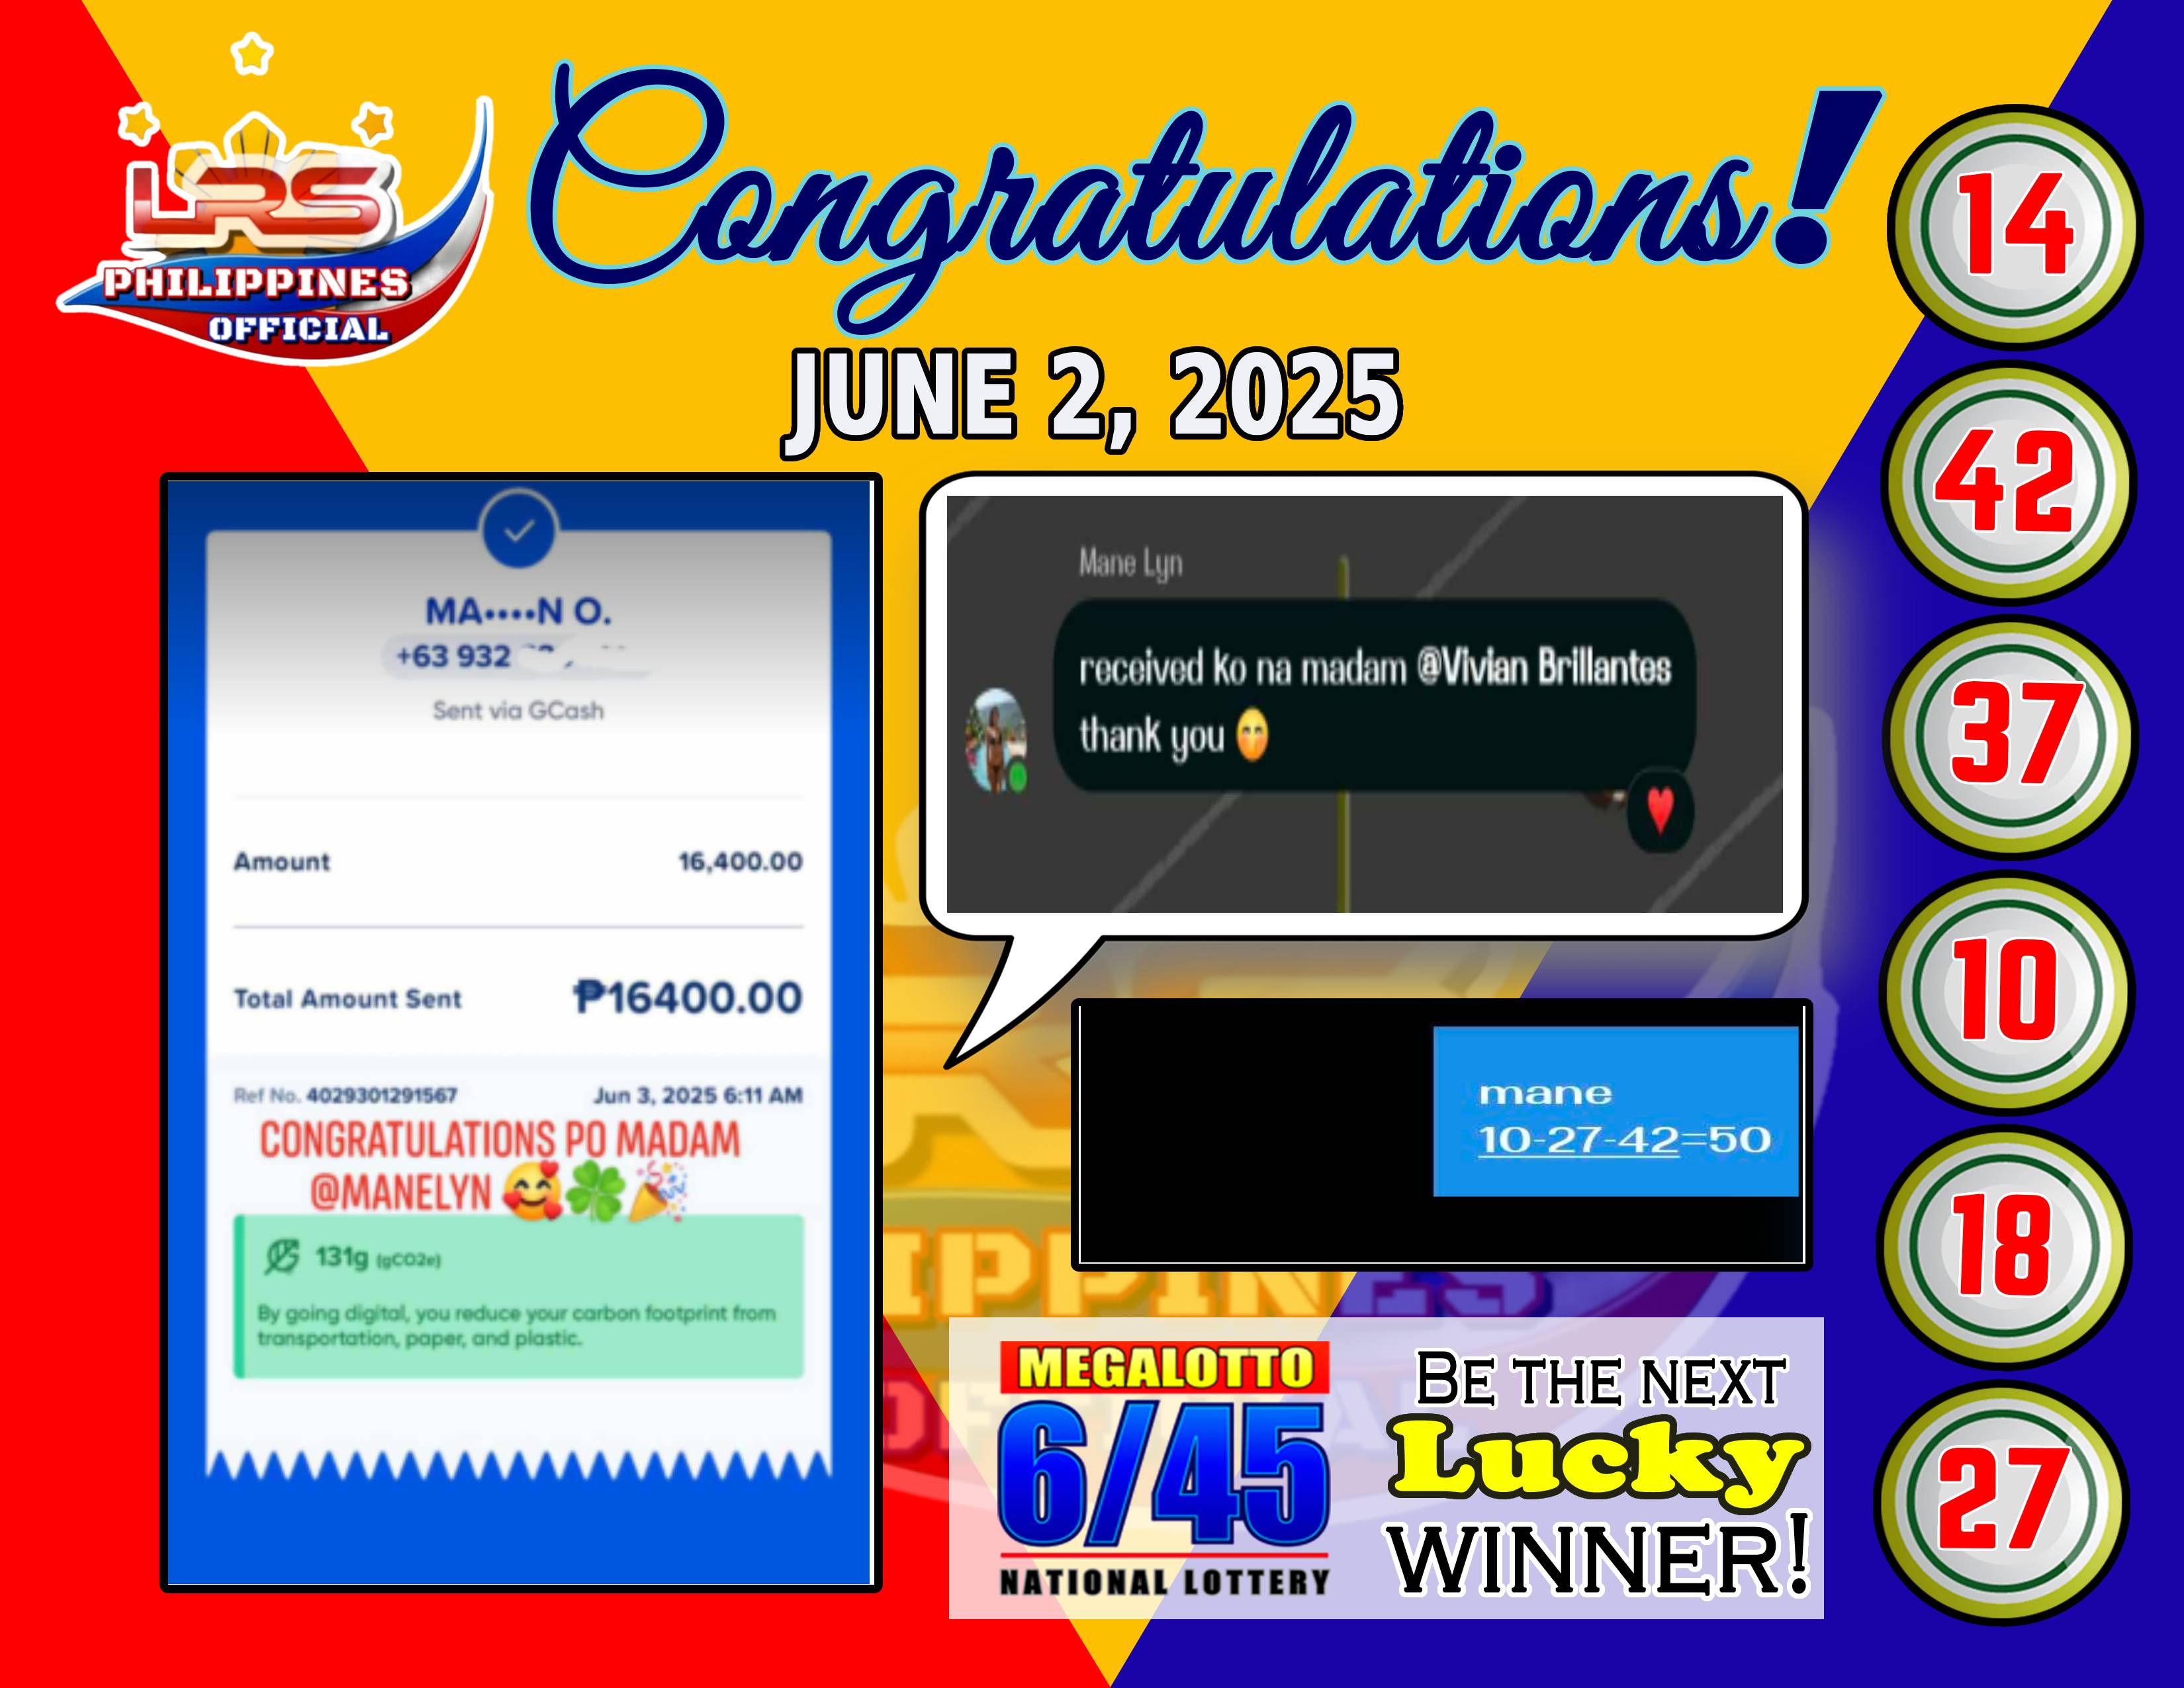 LRS
PHILIPPINES
OFFICIAL
Congratulations!
JUNE 2, 2025
MA••••N O.
+63 932
Sent via GCash
Amount 16,400.00
Total Amount Sent ₱16400.00
Ref No. 4029301291567 Jun 3, 2025 6:11 AM
CONGRATULATIONS PO MADAM
@MANELYN 🥰🍀🎉
131g (gCO2e)
By going digital, you reduce your carbon footprint from
transportation, paper, and plastic.
Mane Lyn
received ko na madam @Vivian Brillantes
thank you 😁
mane
10-27-42=50
MEGALOTTO
6/45
NATIONAL LOTTERY
BE THE NEXT
Lucky
WINNER!
14
42
37
10
18
27